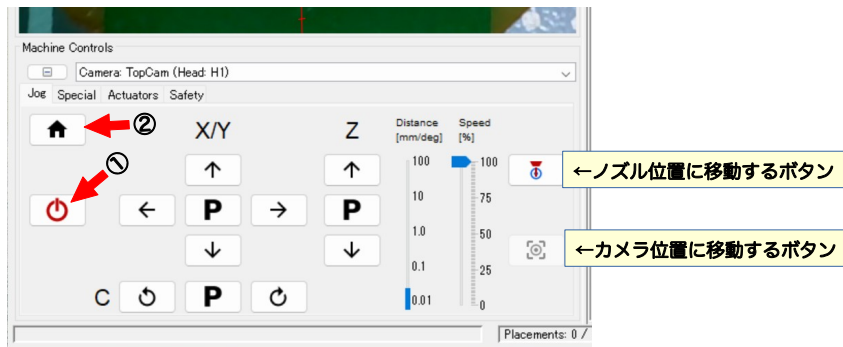 Machine Controls
Camera: TopCam (Head: H1)
Jog Special Actuators Safety
② X/Y Z Distance [mm/deg] Speed [%]
①
100 100
←ノズル位置に移動するボタン
10 75
P P
1.0 50
←カメラ位置に移動するボタン
0.1 25
C P 0.01 0
Placements: 0 /